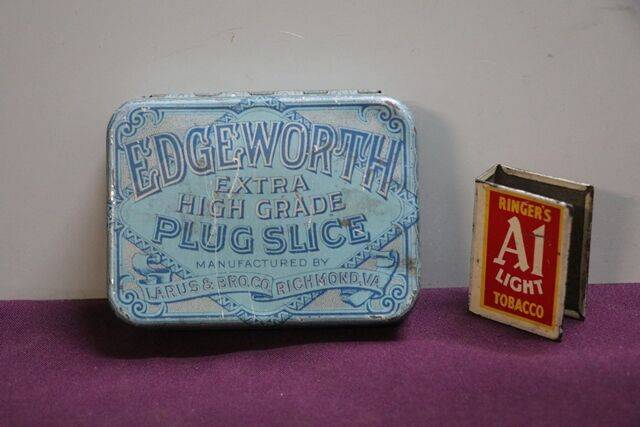 EDGEWORTH
EXTRA
HIGH GRADE
PLUG SLICE
MANUFACTURED BY
LARUS & BRO. CO. RICHMOND, VA.
RINGER'S
A1
LIGHT
TOBACCO